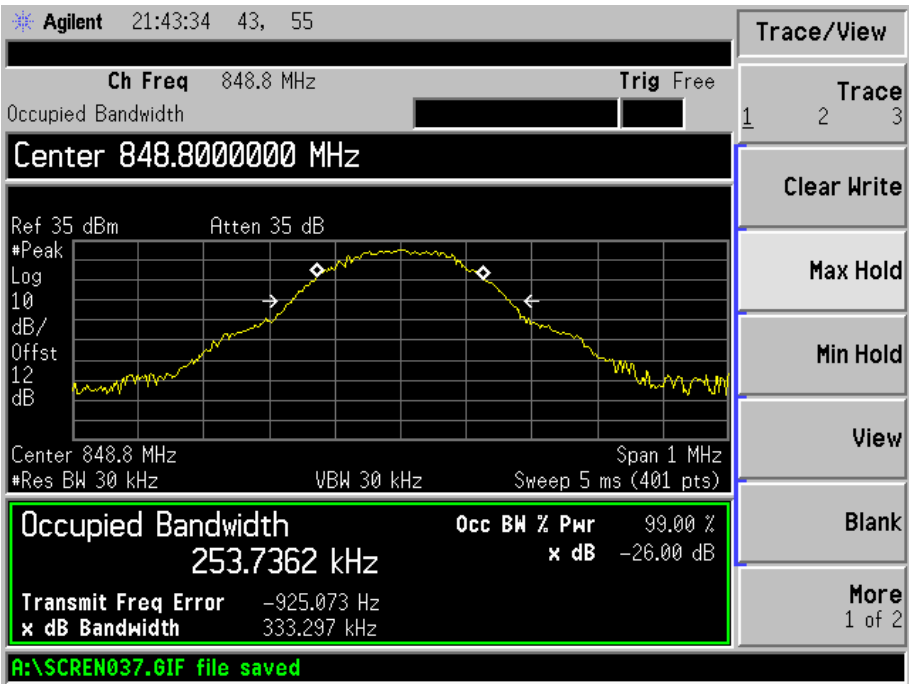 Agilent 21:43:34 43, 55
Trace/View
Ch Freq 848.8 MHz Trig Free
Occupied Bandwidth
Trace
1 2 3
Center 848.8000000 MHz
Clear Write
Ref 35 dBm Atten 35 dB
#Peak
Log
10
dB/
Offst
12
dB
Max Hold
Min Hold
View
Center 848.8 MHz Span 1 MHz
#Res BW 30 kHz VBW 30 kHz Sweep 5 ms (401 pts)
Occupied Bandwidth Occ BW % Pwr 99.00 %
253.7362 kHz x dB -26.00 dB
Blank
Transmit Freq Error -925.073 Hz
x dB Bandwidth 333.297 kHz
More
1 of 2
A:\SCREN037.GIF file saved